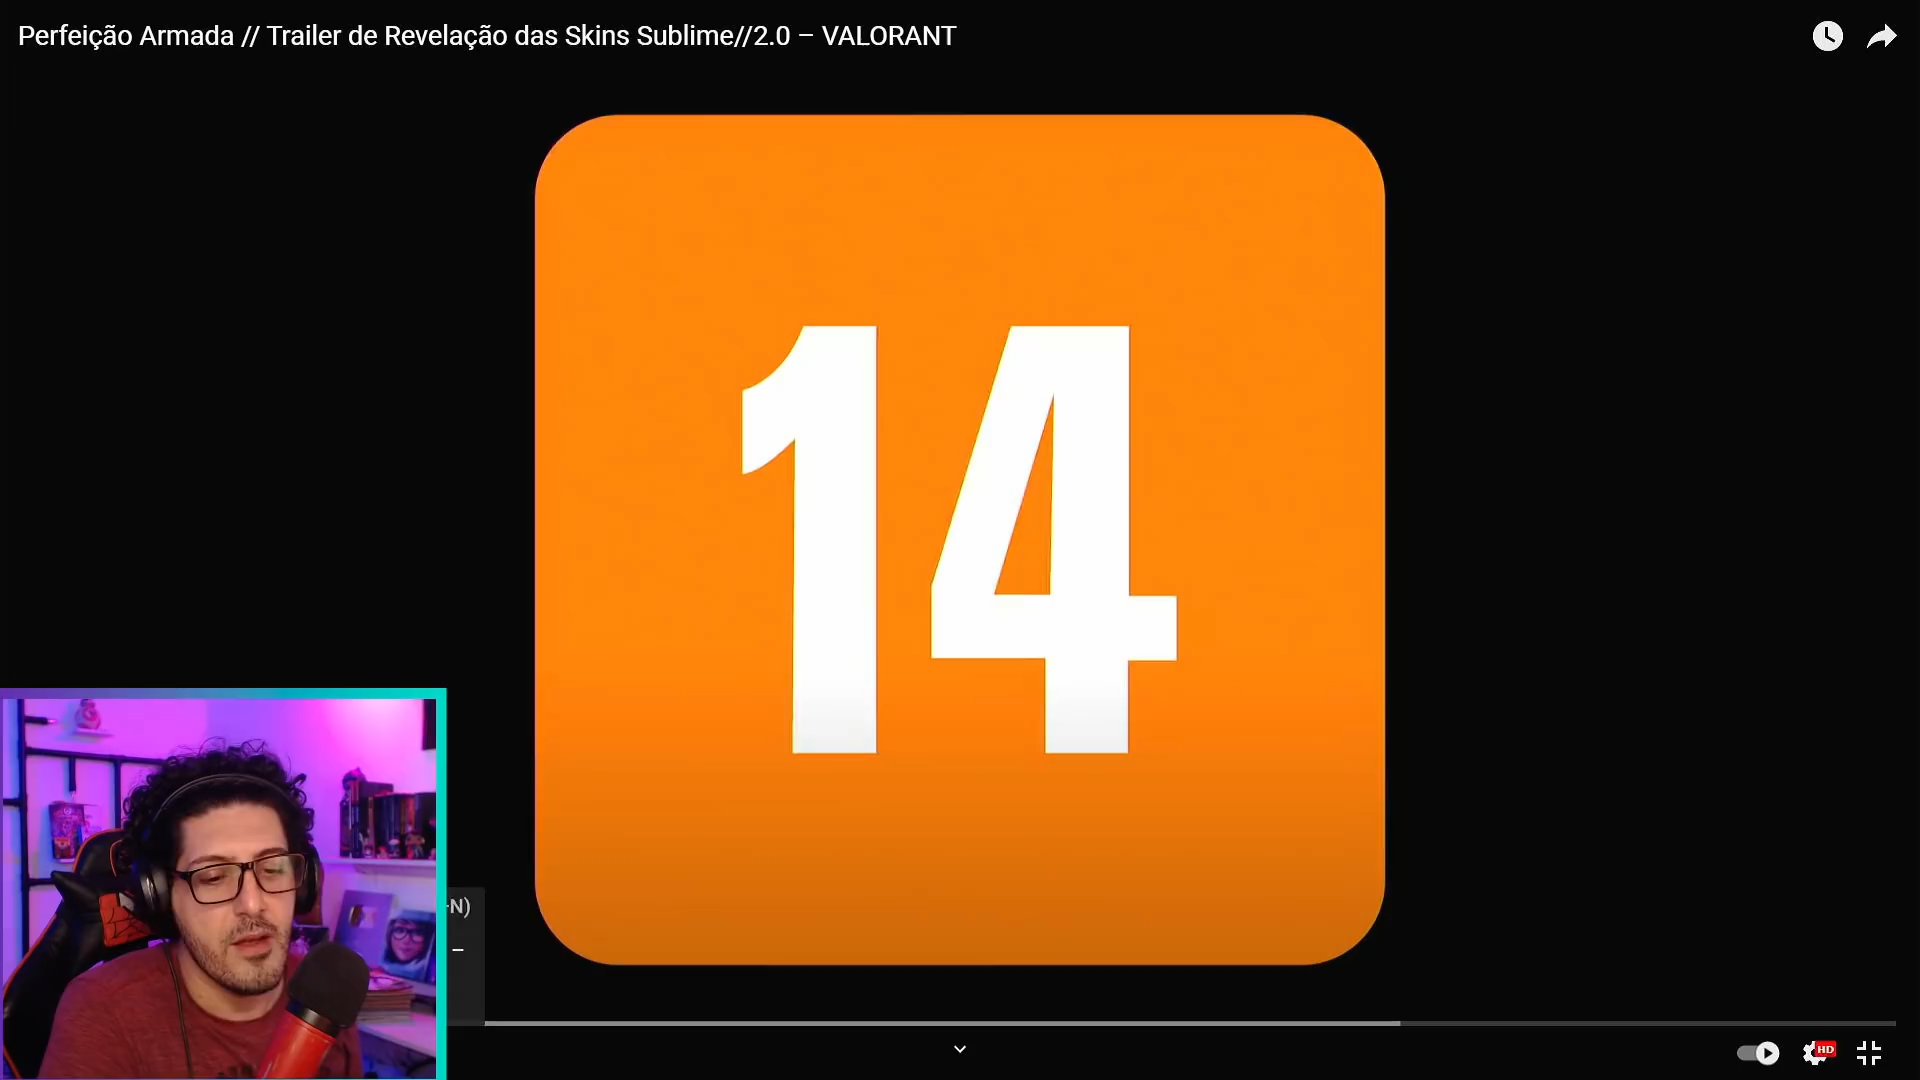 Perfeição Armada // Trailer de Revelação das Skins Sublime//2.0 – VALORANT
14
N)
–
HD